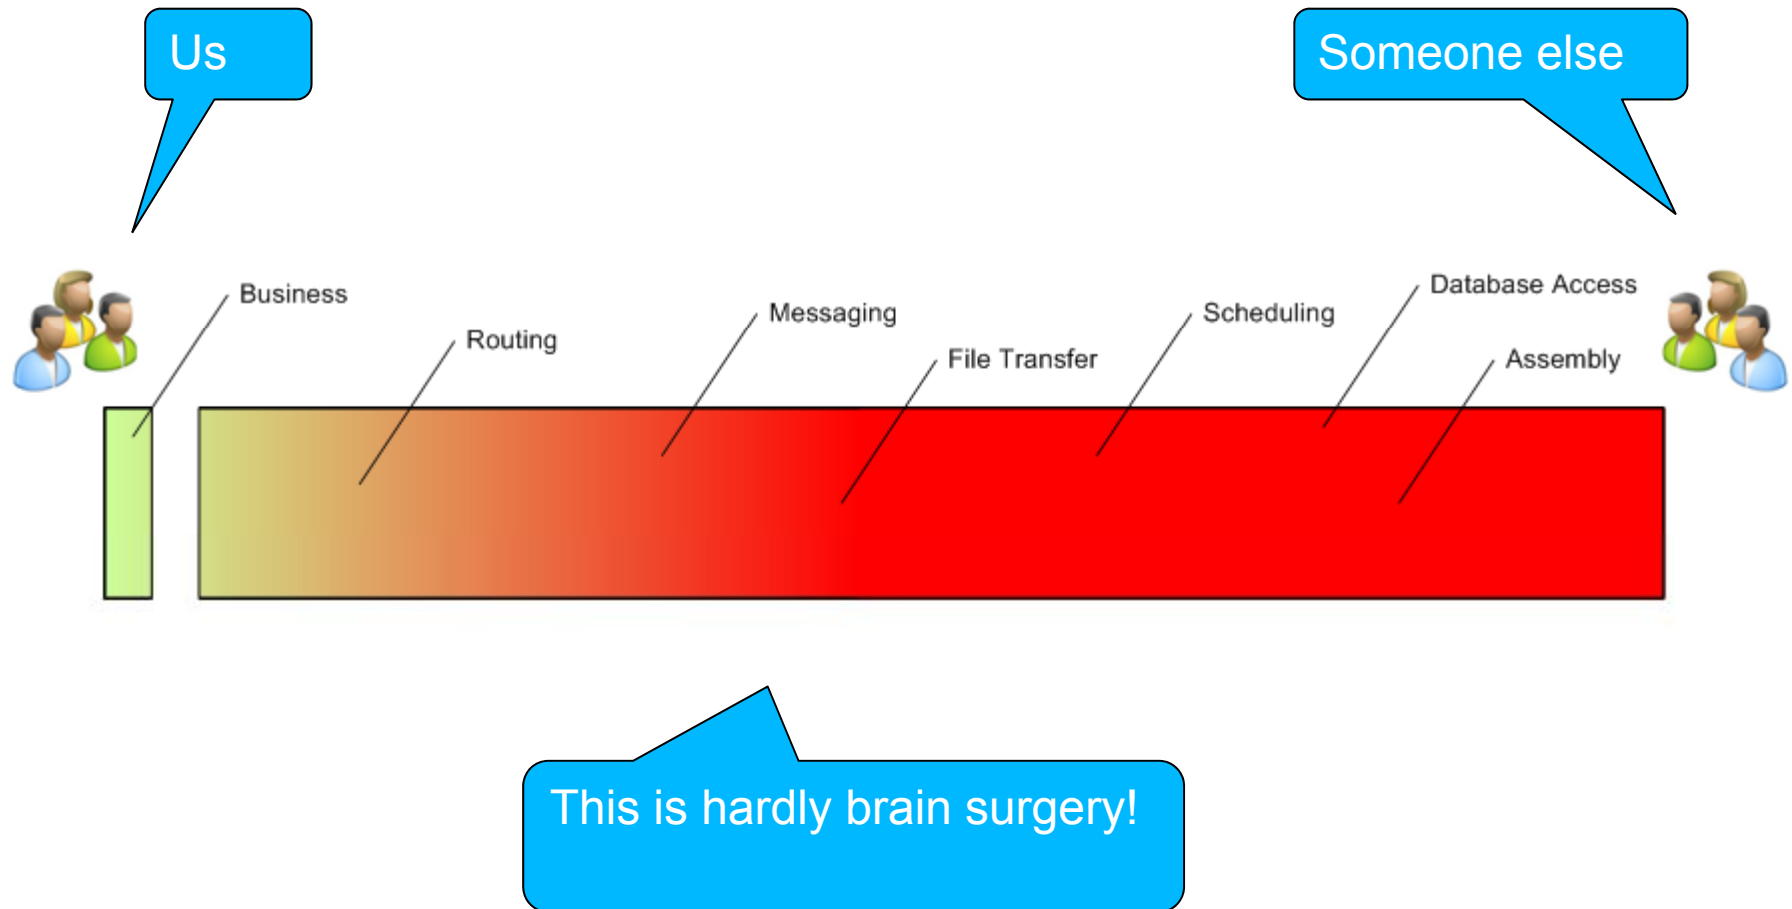 Us
Someone else
Business
Routing
Messaging
File Transfer
Scheduling
Database Access
Assembly
This is hardly brain surgery!